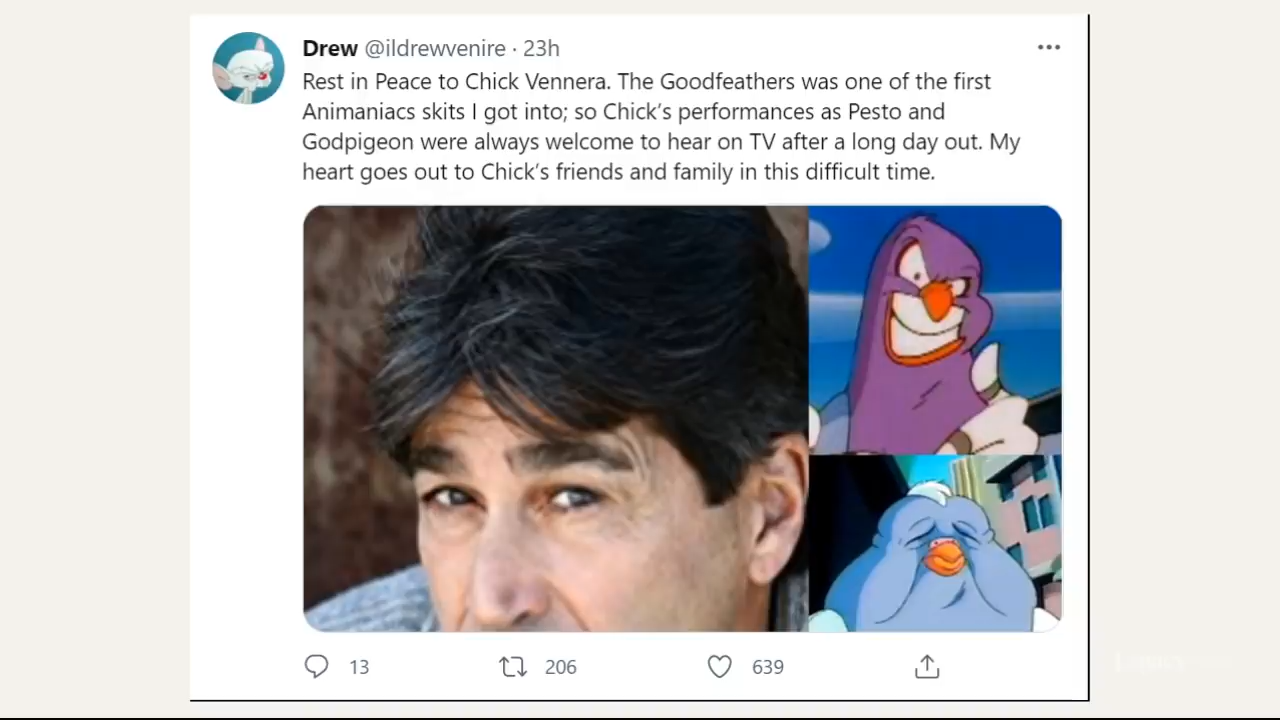 Drew @ildrewvenire · 23h
Rest in Peace to Chick Vennera. The Goodfeathers was one of the first
Animaniacs skits I got into; so Chick’s performances as Pesto and
Godpigeon were always welcome to hear on TV after a long day out. My
heart goes out to Chick’s friends and family in this difficult time.
13 206 639